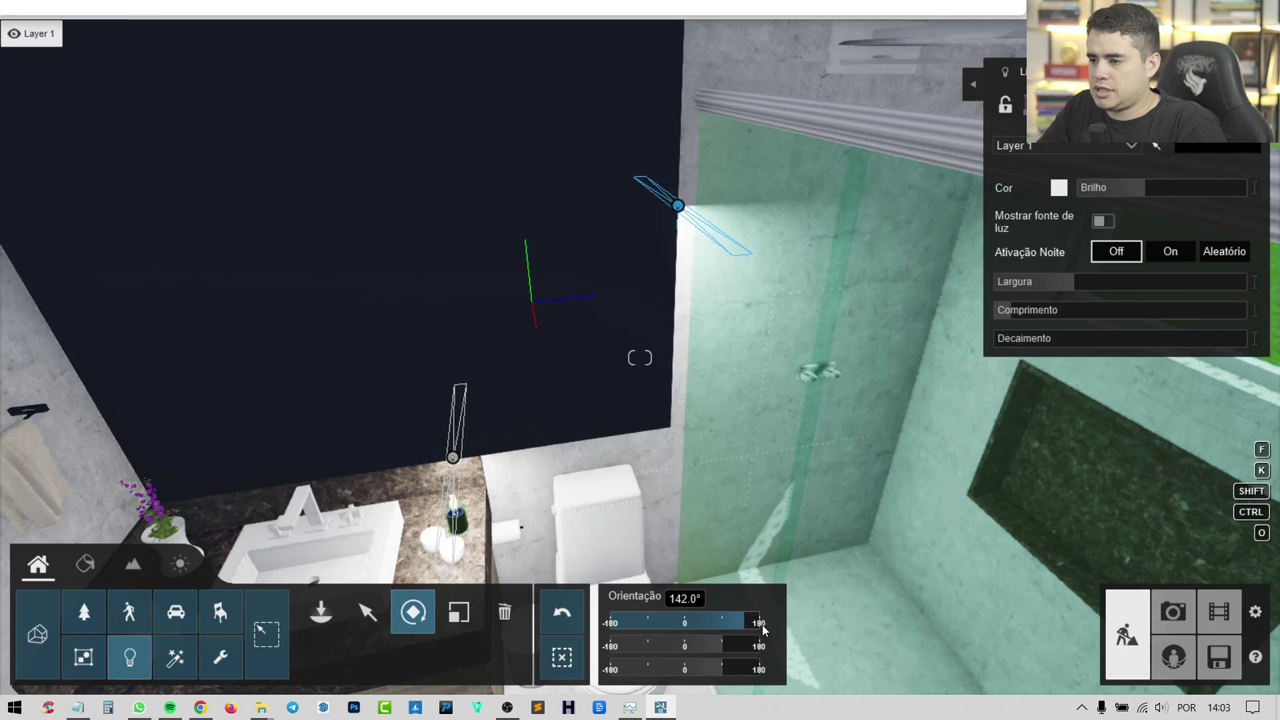 Layer 1
Li
Layer 1
Cor
Brilho
Mostrar fonte de
luz
Ativação Noite
Off
On
Aleatório
Largura
Comprimento
Decaimento
F
K
SHIFT
CTRL
O
Orientação
142.0°
-180 0 180
-180 0 180
-180 0 180
POR
14:03